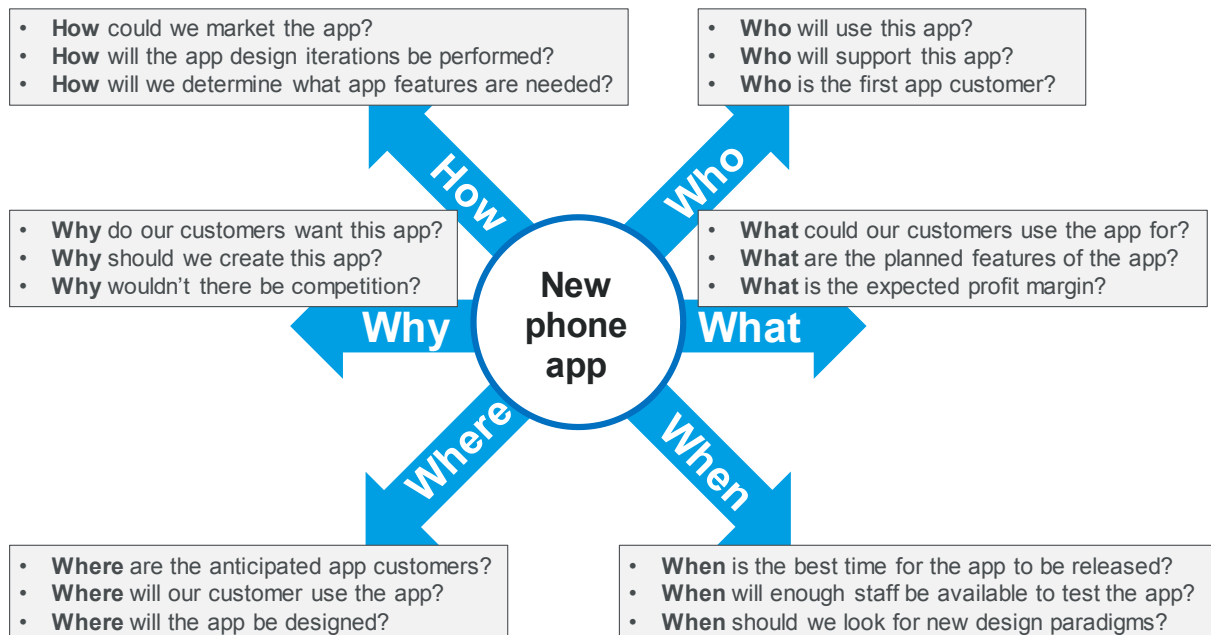 • How could we market the app?
• How will the app design iterations be performed?
• How will we determine what app features are needed?
• Who will use this app?
• Who will support this app?
• Who is the first app customer?
How
Who
• Why do our customers want this app?
• Why should we create this app?
• Why wouldn't there be competition?
• What could our customers use the app for?
• What are the planned features of the app?
• What is the expected profit margin?
Why
New
phone
app
What
Where
When
• Where are the anticipated app customers?
• Where will our customer use the app?
• Where will the app be designed?
• When is the best time for the app to be released?
• When will enough staff be available to test the app?
• When should we look for new design paradigms?